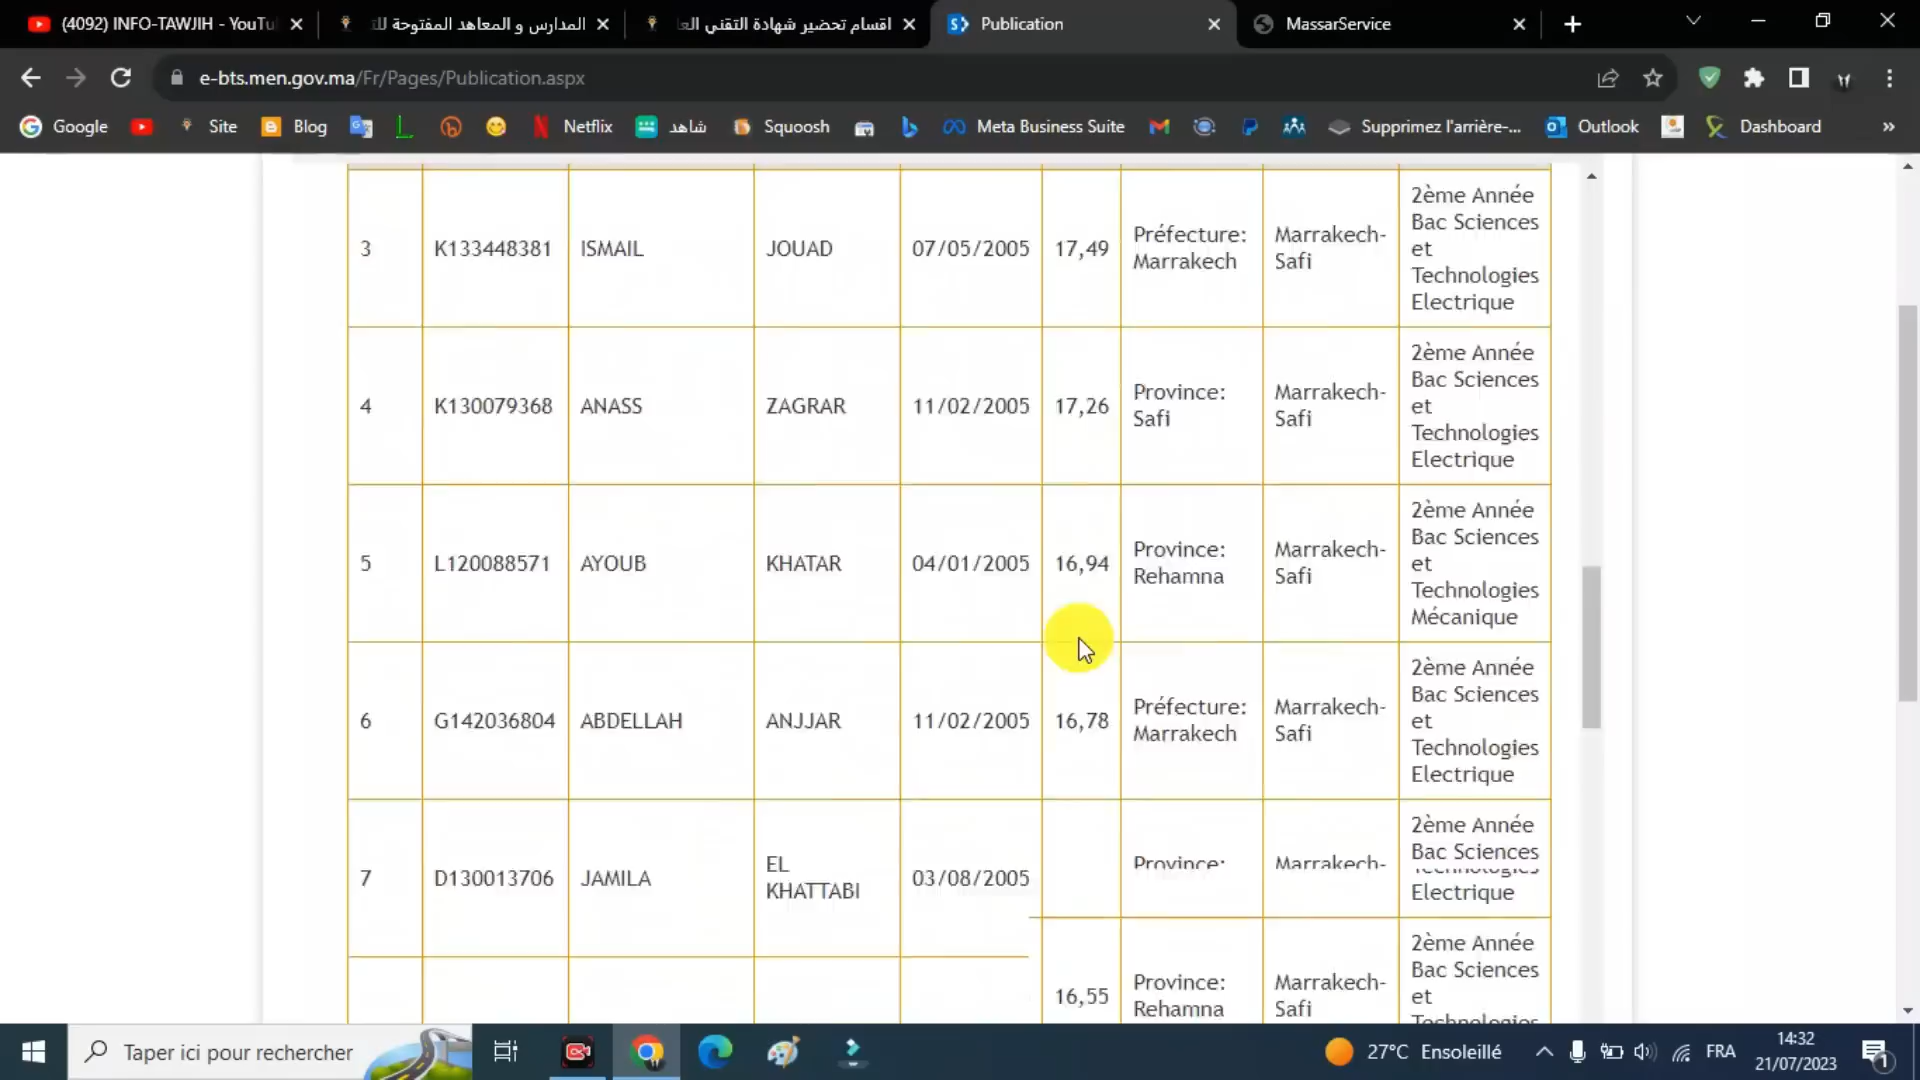 (4092) INFO-TAWJIH - YouTu
المدارس و المعاهد المفتوحة للت
اقسام تحضير شهادة التقني العا
Publication
MassarService
e-bts.men.gov.ma/Fr/Pages/Publication.aspx
Google
Site
Blog
Netflix
شاهد
Squoosh
Meta Business Suite
Supprimez l'arrière-...
Outlook
Dashboard
3 K133448381 ISMAIL JOUAD 07/05/2005 17,49 Préfecture: Marrakech Marrakech-Safi 2ème Année Bac Sciences et Technologies Electrique
4 K130079368 ANASS ZAGRAR 11/02/2005 17,26 Province: Safi Marrakech-Safi 2ème Année Bac Sciences et Technologies Electrique
5 L120088571 AYOUB KHATAR 04/01/2005 16,94 Province: Rehamna Marrakech-Safi 2ème Année Bac Sciences et Technologies Mécanique
6 G142036804 ABDELLAH ANJJAR 11/02/2005 16,78 Préfecture: Marrakech Marrakech-Safi 2ème Année Bac Sciences et Technologies Electrique
7 D130013706 JAMILA EL KHATTABI 03/08/2005 Province: Marrakech- 2ème Année Bac Sciences Technologies Electrique
16,55 Province: Rehamna Marrakech-Safi 2ème Année Bac Sciences et Technologies
Taper ici pour rechercher
27°C Ensoleillé
FRA
14:32
21/07/2023
1